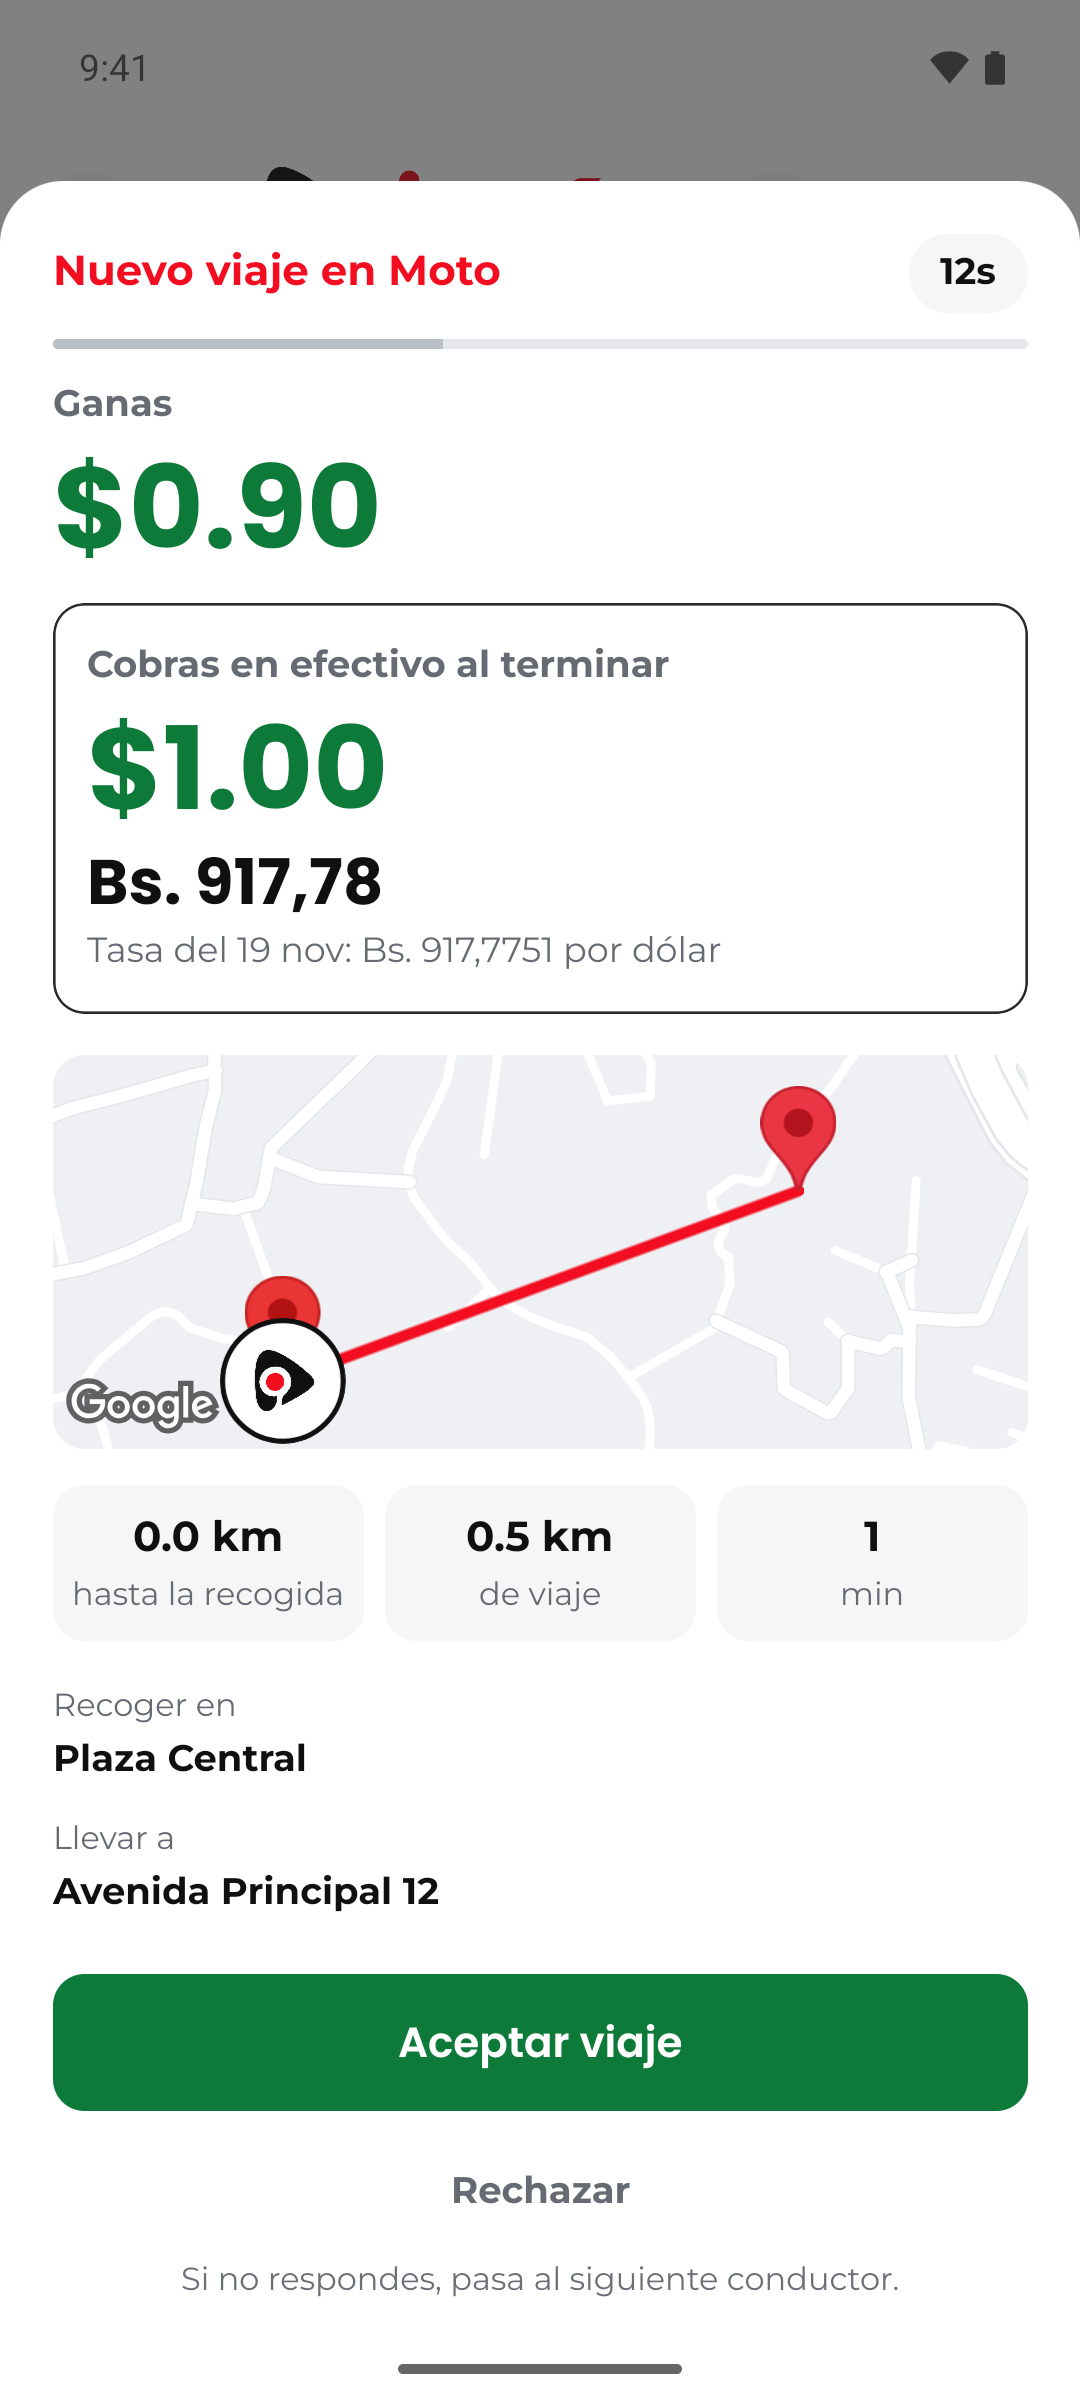 9:41
Nuevo viaje en Moto
12s
Ganas
$0.90
Cobras en efectivo al terminar
$1.00
Bs. 917,78
Tasa del 19 nov: Bs. 917,7751 por dólar
Google
0.0 km
hasta la recogida
0.5 km
de viaje
1
min
Recoger en
Plaza Central
Llevar a
Avenida Principal 12
Aceptar viaje
Rechazar
Si no respondes, pasa al siguiente conductor.